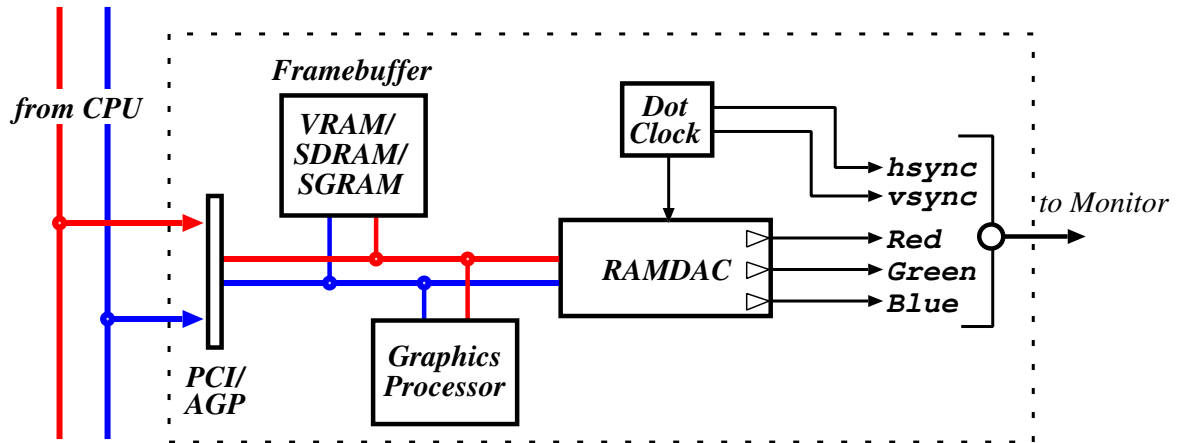 Framebuffer
from CPU
VRAM/
SDRAM/
SGRAM
Dot
Clock
hsync
vsync
to Monitor
Red
Green
Blue
RAMDAC
Graphics
Processor
PCI/
AGP